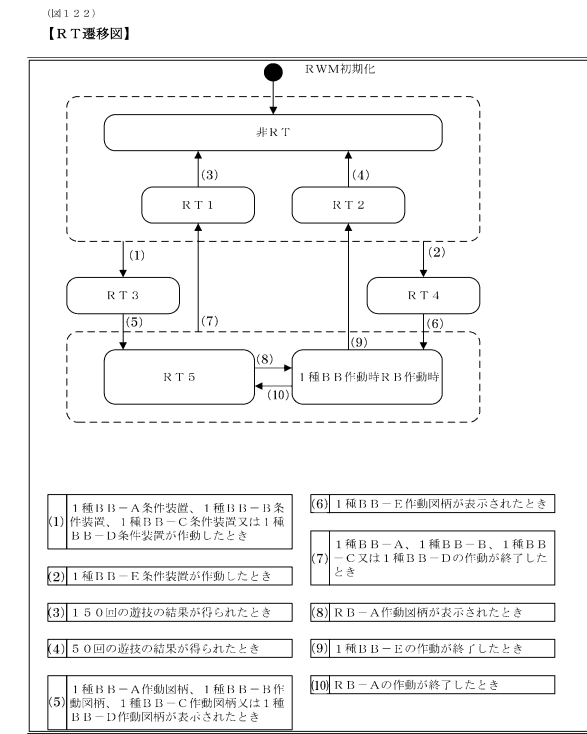 (図122)
【RT遷移図】
RWM初期化
非RT
(3)
(4)
RT1
RT2
(1)
(2)
RT3
RT4
(5)
(7)
(6)
(9)
RT5
(8)
(10)
1種BB作動時RB作動時
(1) 1種BB－A条件装置、1種BB－B条
件装置、1種BB－C条件装置又は1種
BB－D条件装置が作動したとき
(2) 1種BB－E条件装置が作動したとき
(3) 150回の遊技の結果が得られたとき
(4) 50回の遊技の結果が得られたとき
(5) 1種BB－A作動図柄、1種BB－B作
動図柄、1種BB－C作動図柄又は1種
BB－D作動図柄が表示されたとき
(6) 1種BB－E作動図柄が表示されたとき
(7) 1種BB－A、1種BB－B、1種BB
－C又は1種BB－Dの作動が終了した
とき
(8) RB－A作動図柄が表示されたとき
(9) 1種BB－Eの作動が終了したとき
(10) RB－Aの作動が終了したとき